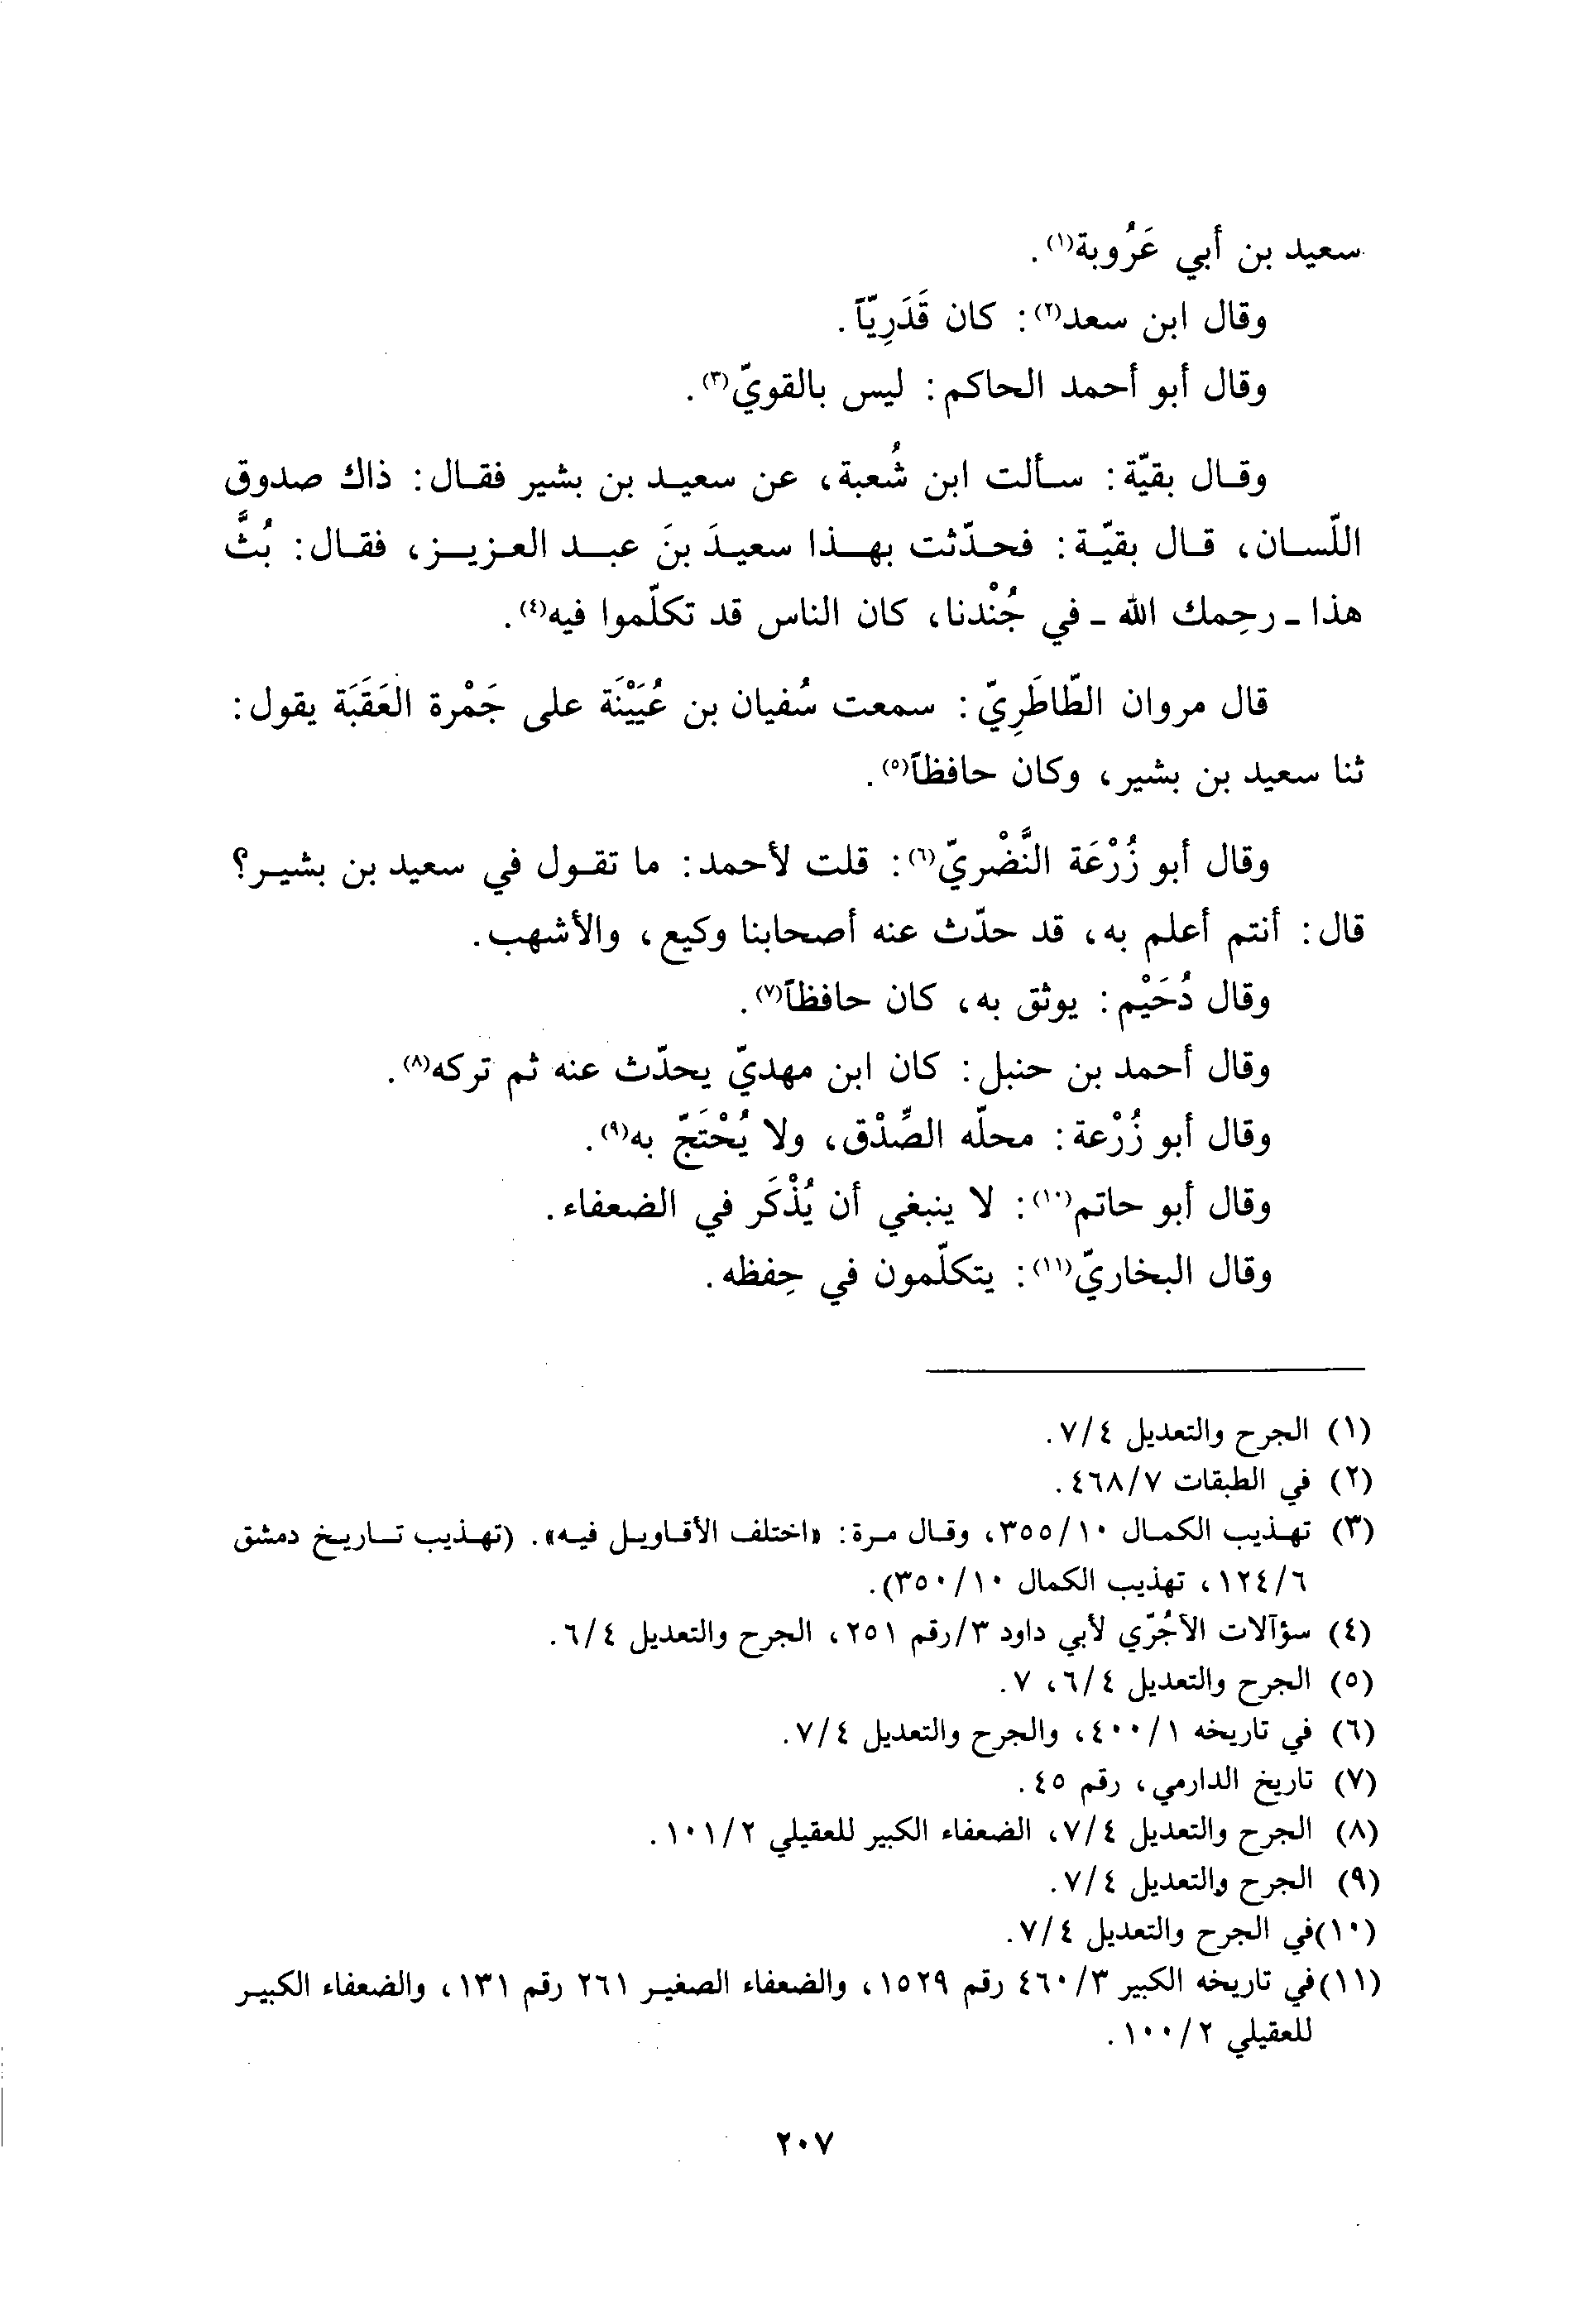 سعيد بن أبي عَرُوبة(١).
وقال ابن سعد(٢): كان قَدَرِيّاً.
وقال أبو أحمد الحاكم: ليس بالقويّ(٣).
وقال بقيّة: سألت ابن شُعبة، عن سعيد بن بشير فقال: ذاك صدوق
اللّسان، قال بقيّة: فحدّثت بهذا سعيدَ بنَ عبد العزيز، فقال: بُثَّ
هذا ـ رحِمك الله ـ في جُنْدنا، كان الناس قد تكلّموا فيه(٤).
قال مروان الطّاطَرِيّ: سمعت سُفيان بن عُيَيْنَة على جَمْرة العَقَبَة يقول:
ثنا سعيد بن بشير، وكان حافظاً(٥).
وقال أبو زُرْعَة النَّضْريّ(٦): قلت لأحمد: ما تقول في سعيد بن بشير؟
قال: أنتم أعلم به، قد حدّث عنه أصحابنا وكيع، والأشهب.
وقال دُحَيْم: يوثق به، كان حافظاً(٧).
وقال أحمد بن حنبل: كان ابن مهديّ يحدّث عنه ثم تركه(٨).
وقال أبو زُرْعة: محلّه الصِّدْق، ولا يُحْتَجّ به(٩).
وقال أبو حاتم(١٠): لا ينبغي أن يُذْكَر في الضعفاء.
وقال البخاريّ(١١): يتكلّمون في حِفظه.
(١) الجرح والتعديل ٧/٤.
(٢) في الطبقات ٤٦٨/٧.
(٣) تهذيب الكمال ٣٥٥/١٠، وقال مرة: «اختلف الأقاويل فيه». (تهذيب تاريخ دمشق
١٢٤/٦، تهذيب الكمال ٣٥٠/١٠).
(٤) سؤآلات الآجُرّي لأبي داود ٣/رقم ٢٥١، الجرح والتعديل ٦/٤.
(٥) الجرح والتعديل ٦/٤، ٧.
(٦) في تاريخه ٤٠٠/١، والجرح والتعديل ٧/٤.
(٧) تاريخ الدارمي، رقم ٤٥.
(٨) الجرح والتعديل ٧/٤، الضعفاء الكبير للعقيلي ١٠١/٢.
(٩) الجرح والتعديل ٧/٤.
(١٠) في الجرح والتعديل ٧/٤.
(١١) في تاريخه الكبير ٤٦٠/٣ رقم ١٥٢٩، والضعفاء الصغير ٢٦١ رقم ١٣١، والضعفاء الكبير
للعقيلي ١٠٠/٢.
٢٠٧